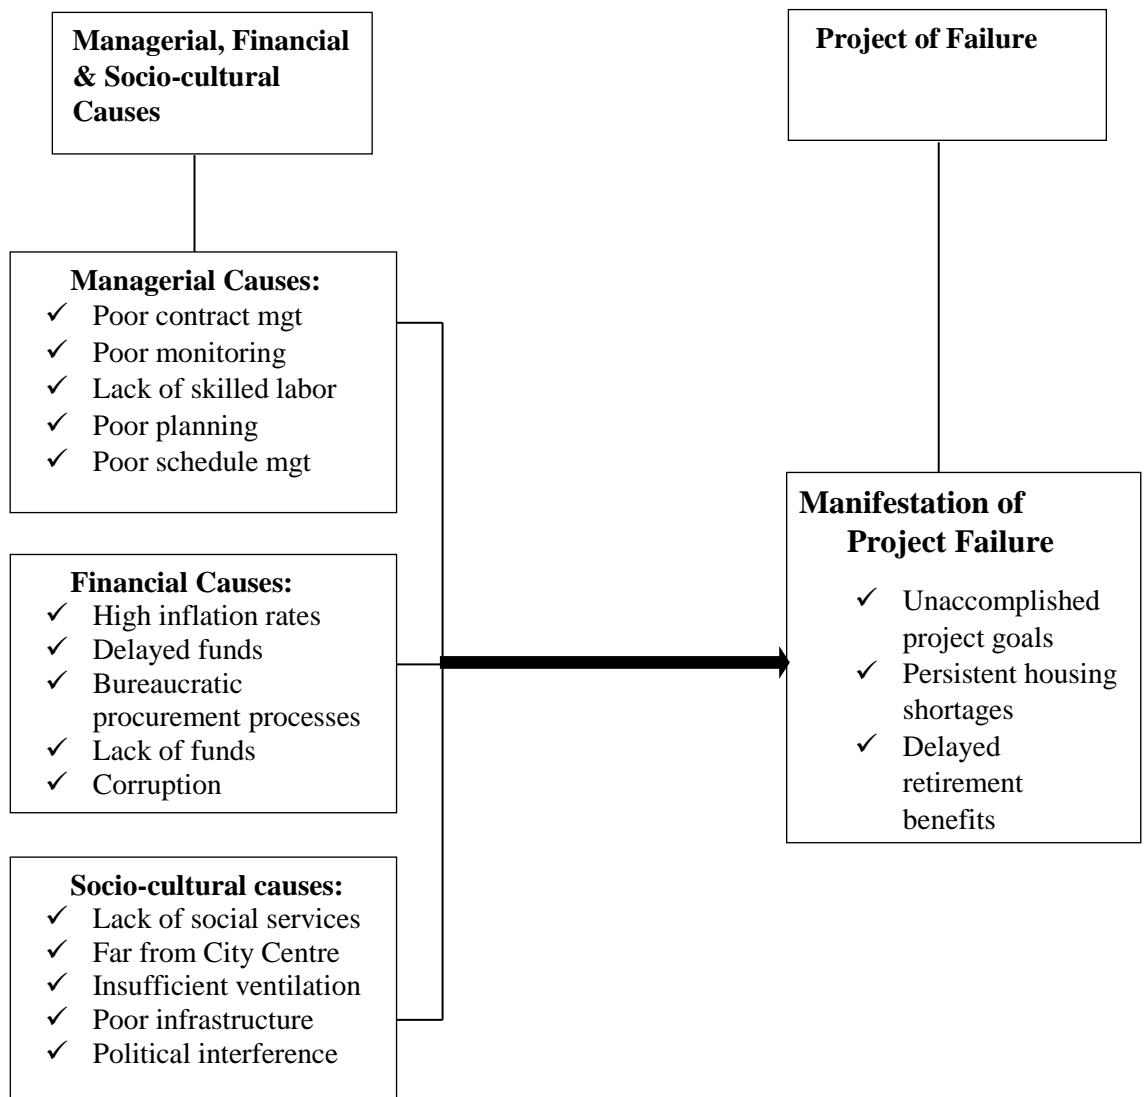 Managerial, Financial
& Socio-cultural
Causes
Project of Failure
Managerial Causes:
✓ Poor contract mgt
✓ Poor monitoring
✓ Lack of skilled labor
✓ Poor planning
✓ Poor schedule mgt
Financial Causes:
✓ High inflation rates
✓ Delayed funds
✓ Bureaucratic
procurement processes
✓ Lack of funds
✓ Corruption
Socio-cultural causes:
✓ Lack of social services
✓ Far from City Centre
✓ Insufficient ventilation
✓ Poor infrastructure
✓ Political interference
Manifestation of
Project Failure
✓ Unaccomplished
project goals
✓ Persistent housing
shortages
✓ Delayed
retirement
benefits